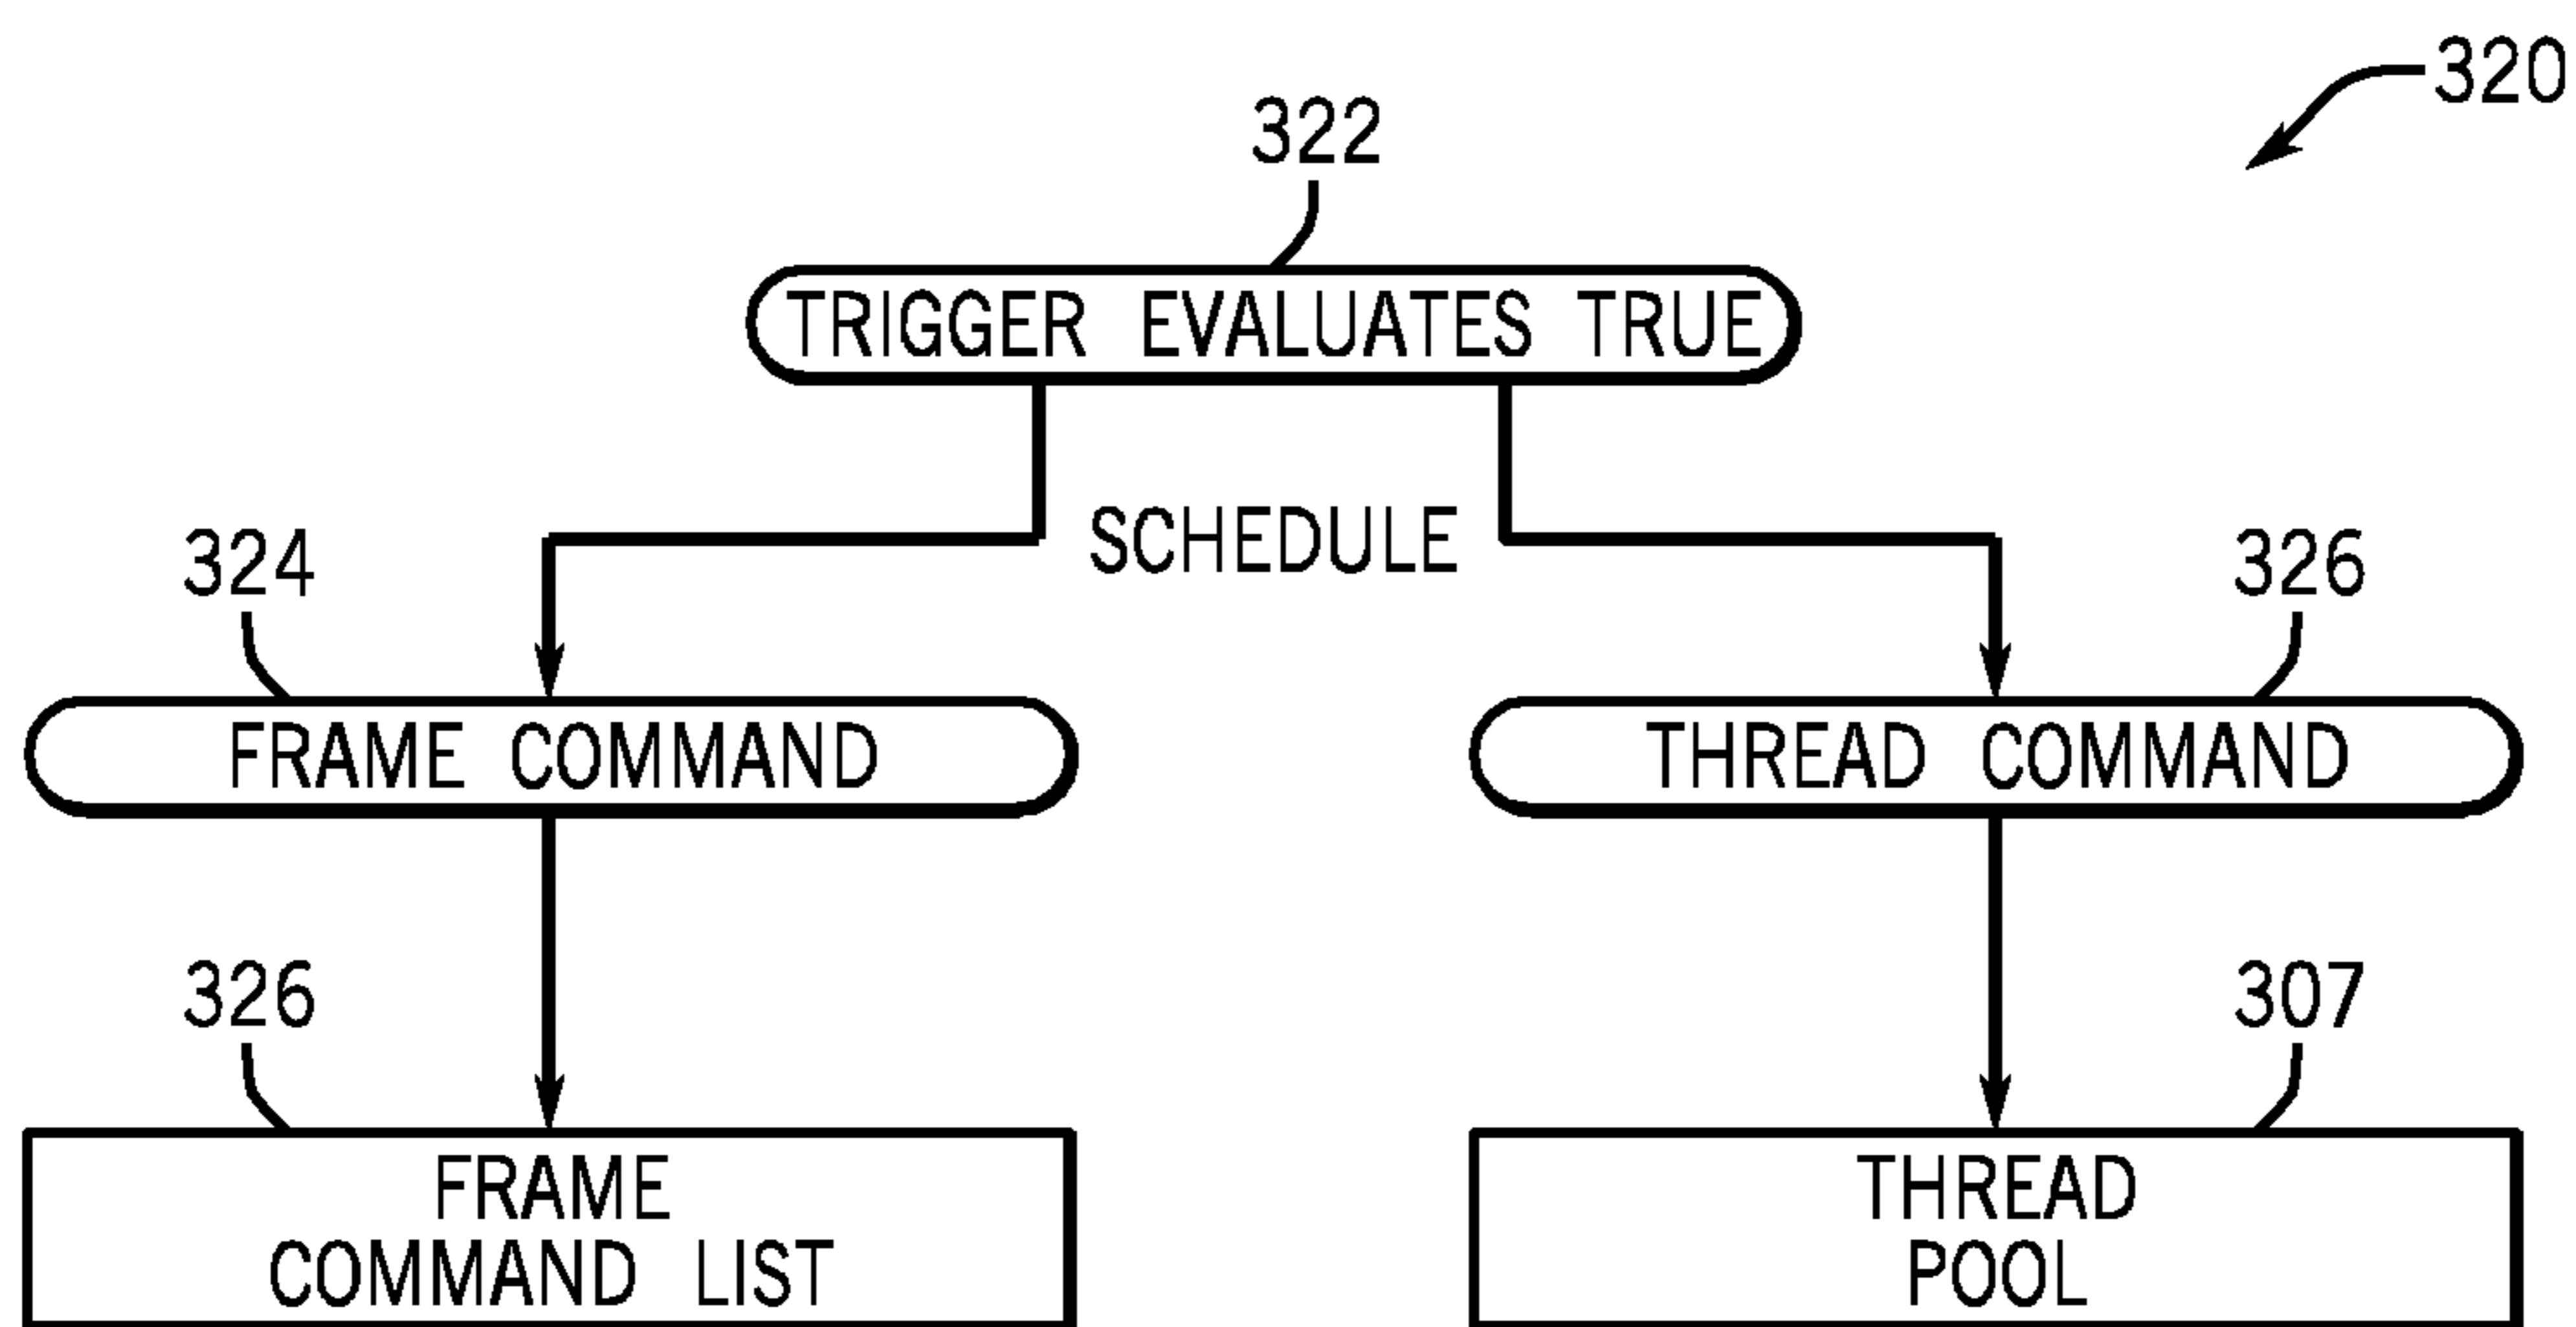 320
322
TRIGGER EVALUATES TRUE
SCHEDULE
324
326
FRAME COMMAND
THREAD COMMAND
326
307
FRAME
COMMAND LIST
THREAD
POOL